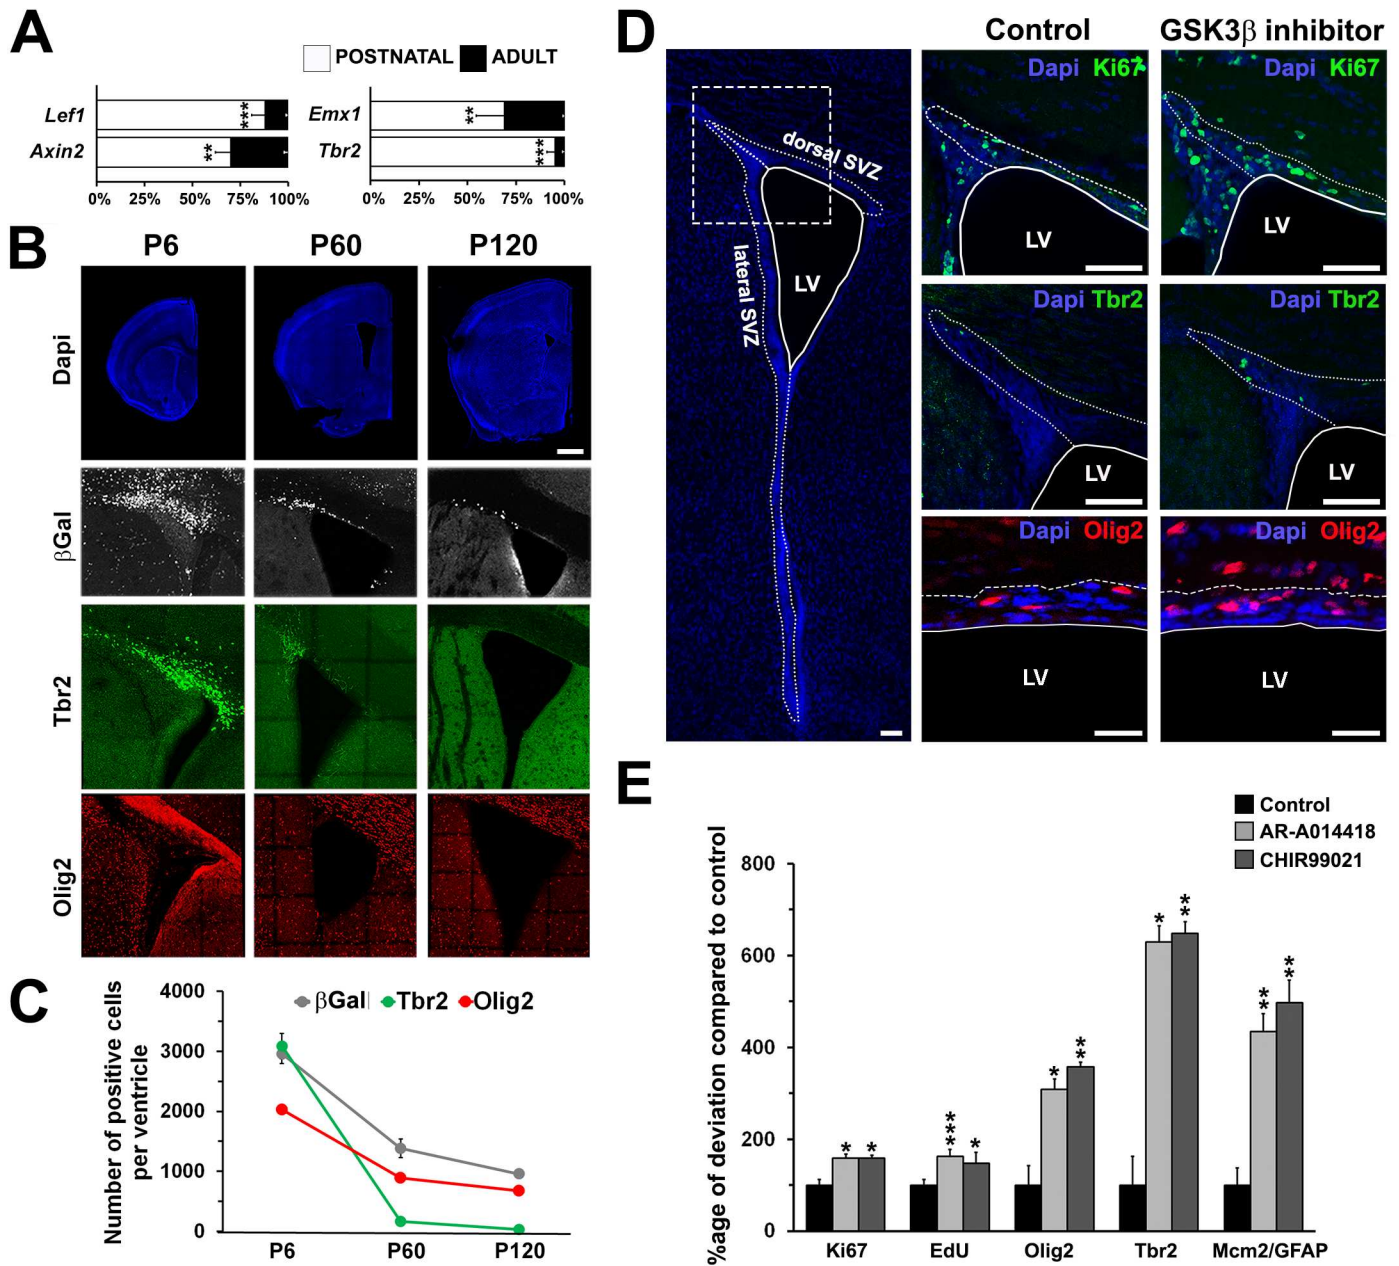 A
POSTNATAL ADULT
Lef1 ***
Axin2 **
0% 25% 50% 75% 100%
Emx1 **
Tbr2 ***
0% 25% 50% 75% 100%
B
P6 P60 P120
Dapi
βGal
Tbr2
Olig2
C
Number of positive cells
per ventricle
4000
3000
2000
1000
0
βGal Tbr2 Olig2
P6 P60 P120
D
dorsal SVZ
lateral SVZ
LV
Control GSK3β inhibitor
Dapi Ki67 Dapi Ki67
LV LV
Dapi Tbr2 Dapi Tbr2
LV LV
Dapi Olig2 Dapi Olig2
LV LV
E
Control
AR-A014418
CHIR99021
%age of deviation compared to control
800
600
400
200
0
* * *** * * ** * ** ** **
Ki67 EdU Olig2 Tbr2 Mcm2/GFAP